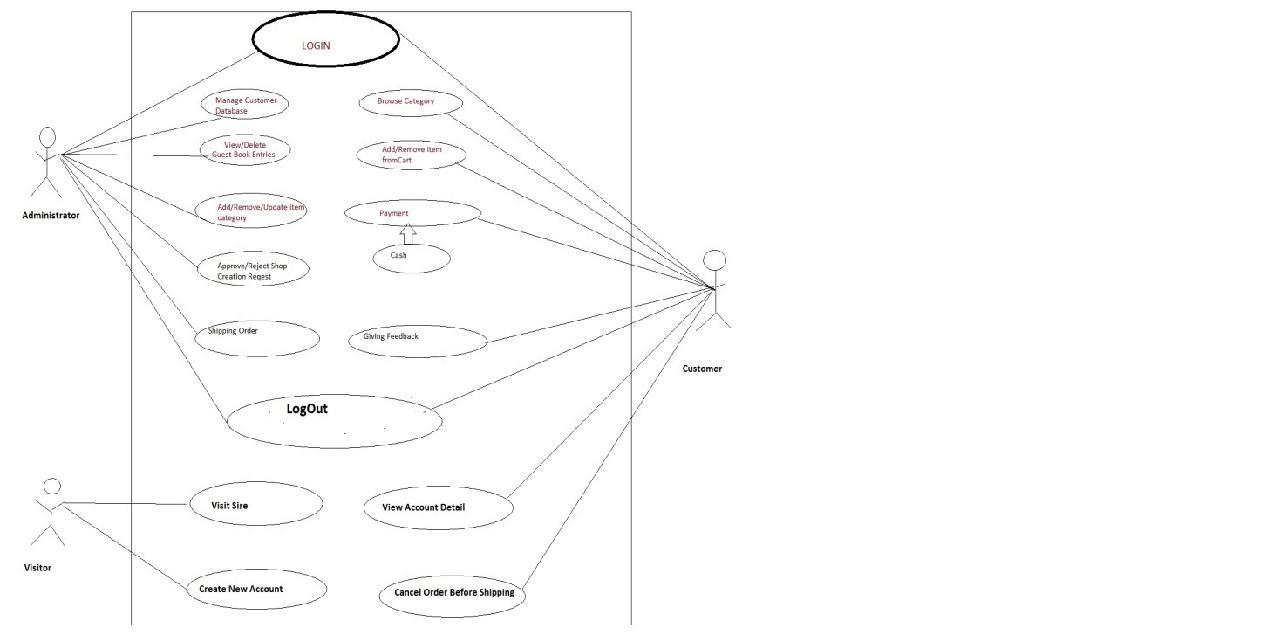 LOGIN
Manage Customer
Database
Browse Category
View/Delete
Guest Book Entries
Add/Remove Item
fromCart
Administrator
Add/Remove/Update item
category
Payment
Cash
Approve/Reject Shop
Creation Reqest
Shipping Order
Giving Feedback
Customer
LogOut
Visit Sire
View Account Detail
Visitor
Create New Account
Cancel Order Before Shipping